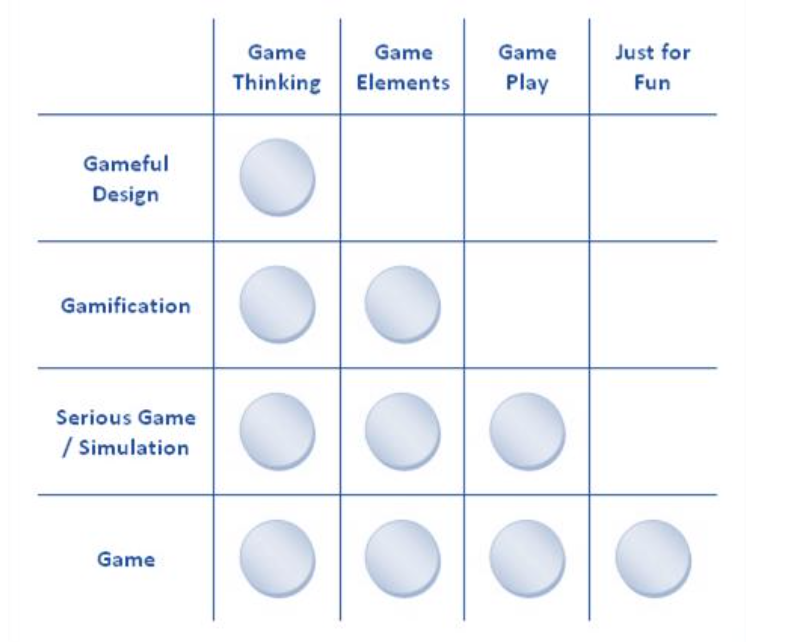 Game Thinking
Game Elements
Game Play
Just for Fun
Gameful Design
Gamification
Serious Game / Simulation
Game